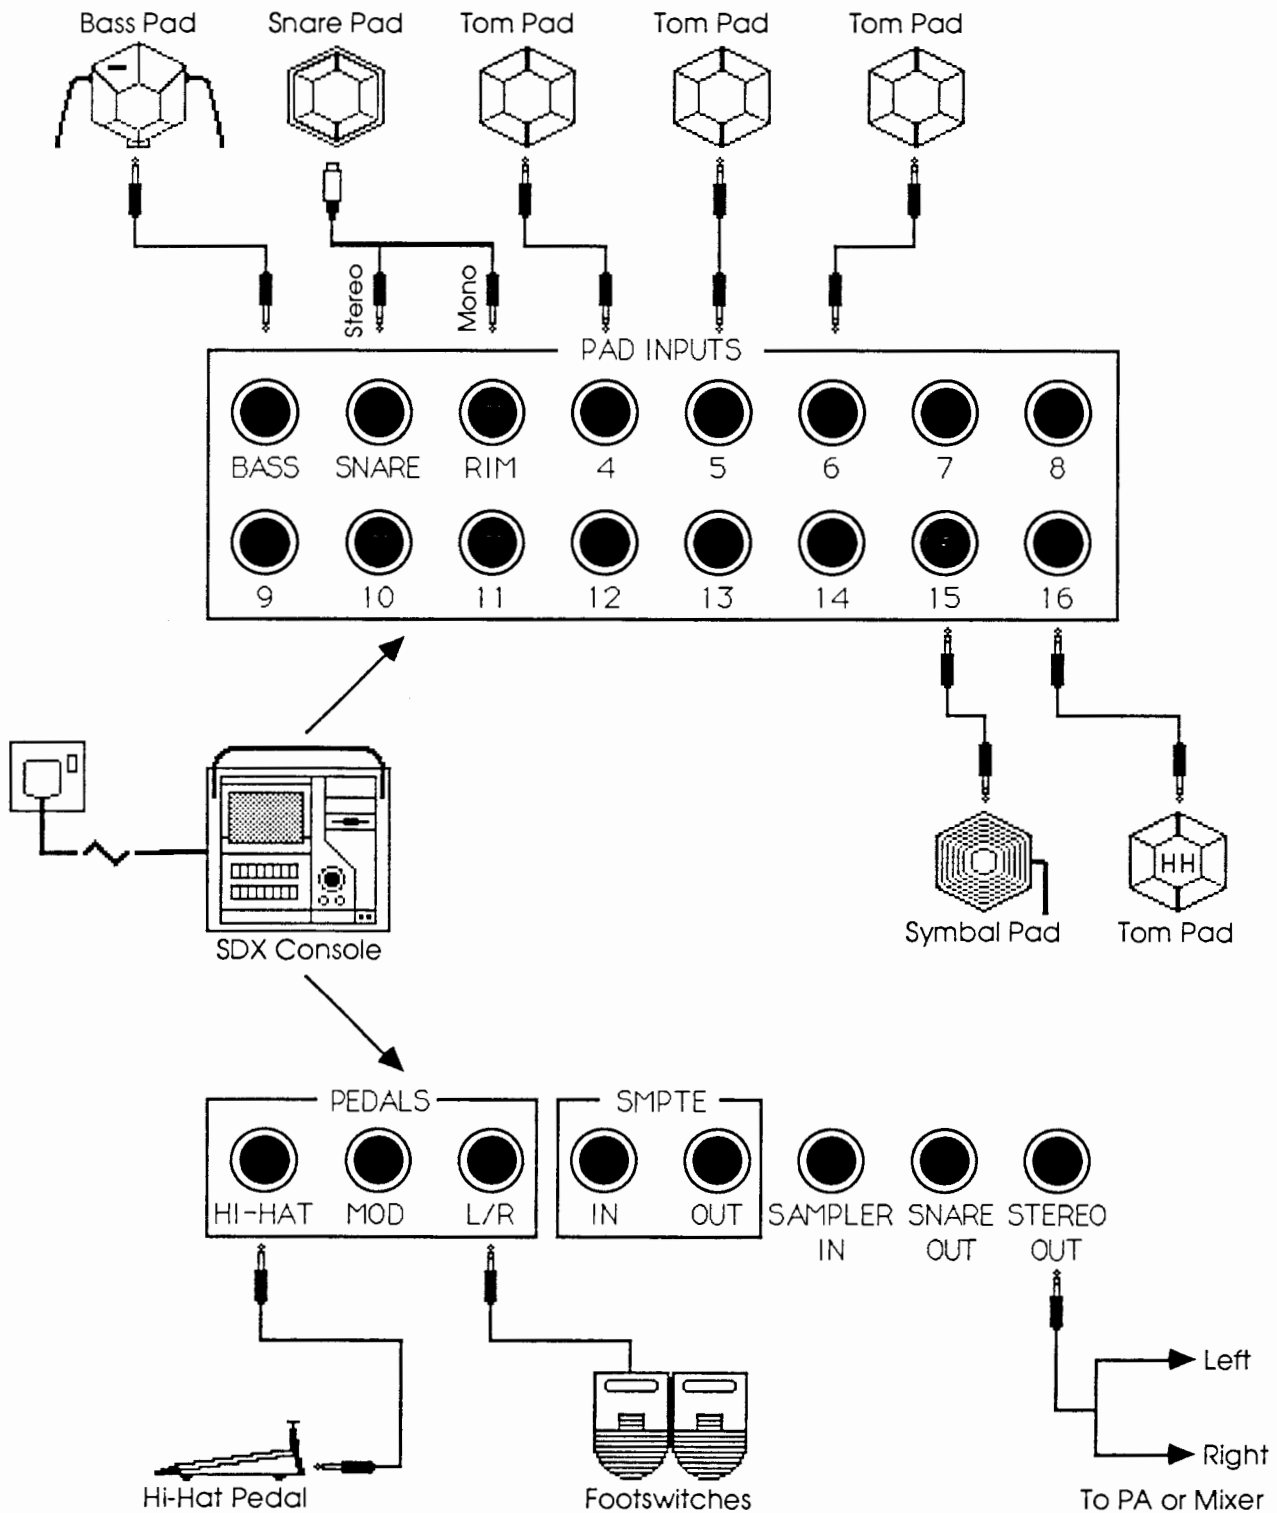 Bass Pad
Snare Pad
Tom Pad
Tom Pad
Tom Pad
Stereo
Mono
PAD INPUTS
BASS
SNARE
RIM
4
5
6
7
8
9
10
11
12
13
14
15
16
SDX Console
HH
Symbal Pad
Tom Pad
PEDALS
SMPTE
HI-HAT
MOD
L/R
IN
OUT
SAMPLER
IN
SNARE
OUT
STEREO
OUT
Left
Right
Hi-Hat Pedal
Footswitches
To PA or Mixer